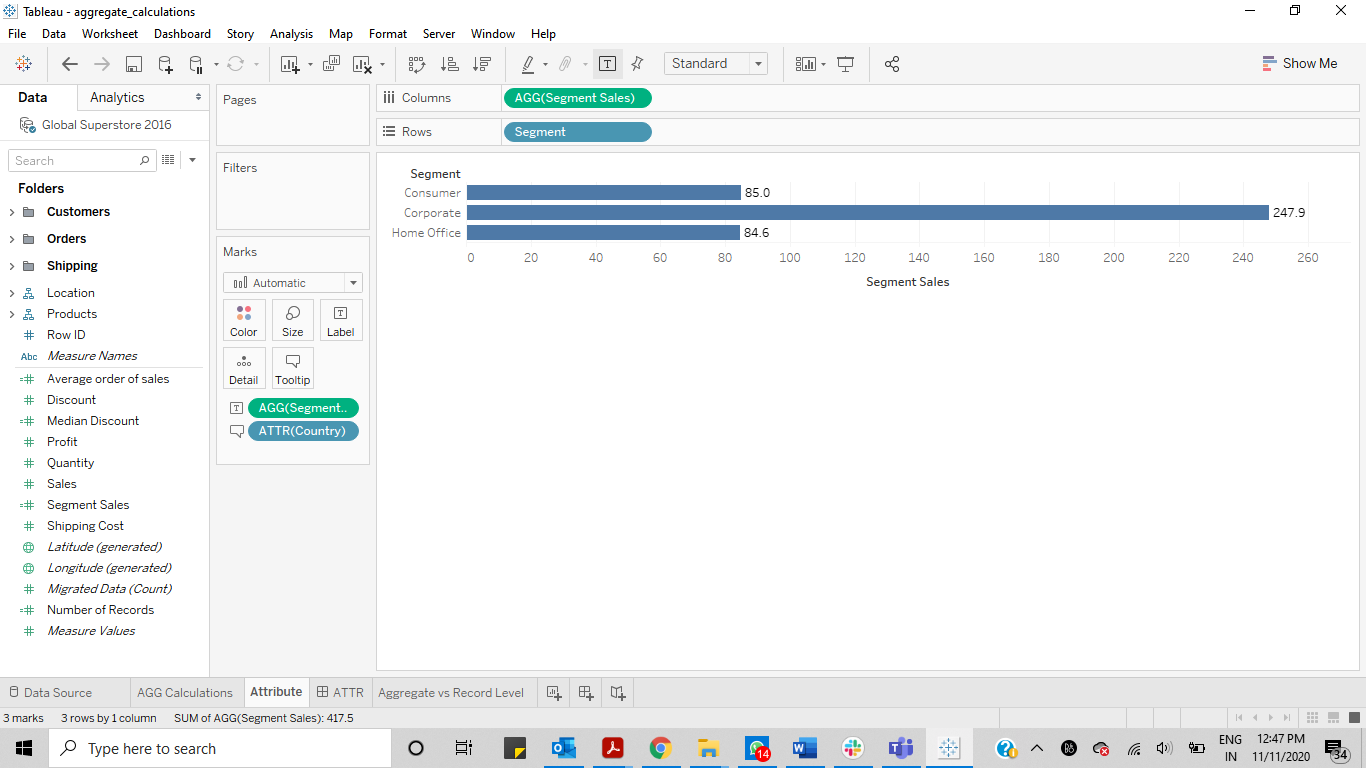 Tableau - aggregate_calculations
File Data Worksheet Dashboard Story Analysis Map Format Server Window Help
Standard
Show Me
Data
Analytics
Global Superstore 2016
Search
Folders
Customers
Orders
Shipping
Location
Products
# Row ID
Abc Measure Names
=# Average order of sales
# Discount
=# Median Discount
# Profit
# Quantity
# Sales
=# Segment Sales
# Shipping Cost
Latitude (generated)
Longitude (generated)
# Migrated Data (Count)
=# Number of Records
# Measure Values
Pages
Filters
Marks
Automatic
Color Size T Label
Detail Tooltip
T AGG(Segment..
ATTR(Country)
Columns AGG(Segment Sales)
Rows Segment
Segment
Consumer 85.0
Corporate 247.9
Home Office 84.6
0 20 40 60 80 100 120 140 160 180 200 220 240 260
Segment Sales
Data Source AGG Calculations Attribute ATTR Aggregate vs Record Level
3 marks 3 rows by 1 column SUM of AGG(Segment Sales): 417.5
Type here to search
14
ENG
IN
12:47 PM
11/11/2020
34